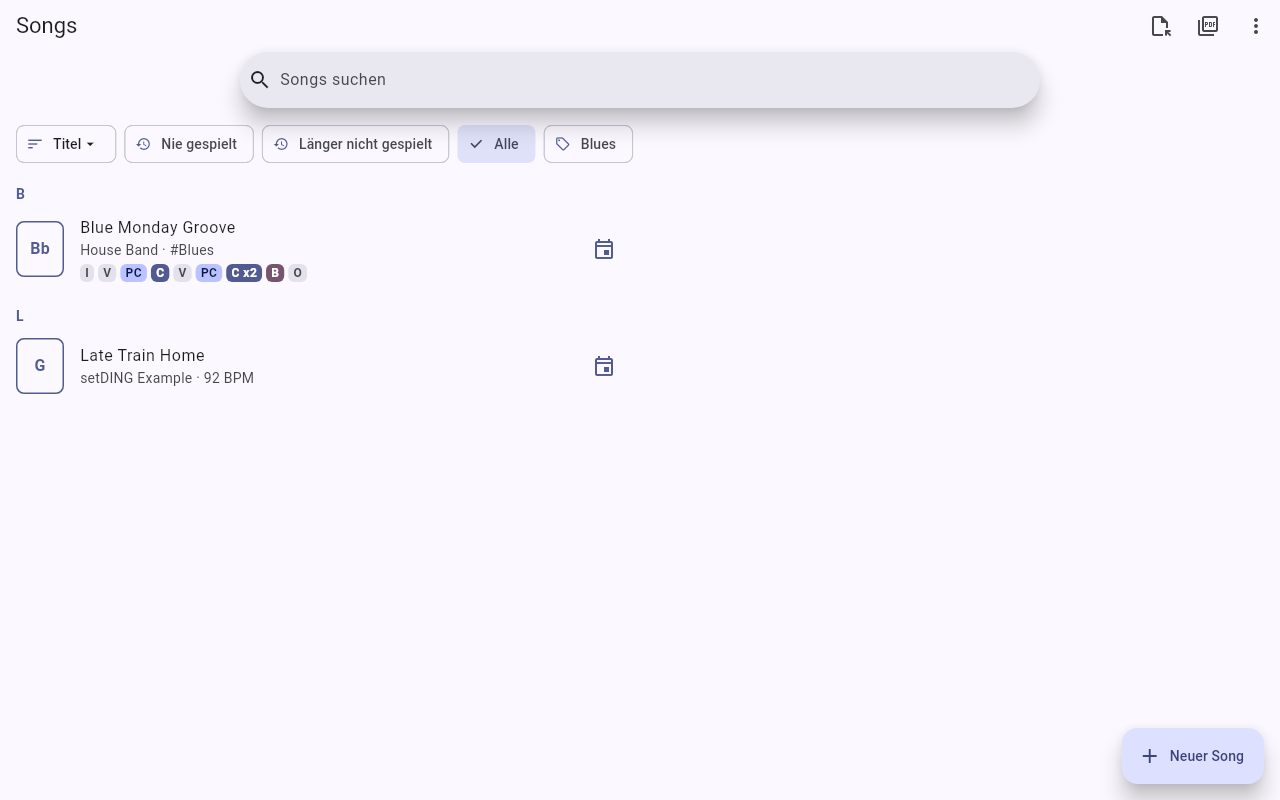 Songs
PDF
Songs suchen
Titel
Nie gespielt
Länger nicht gespielt
Alle
Blues
B
Bb
Blue Monday Groove
House Band · #Blues
I V PC C V PC C x2 B O
L
G
Late Train Home
setDING Example · 92 BPM
Neuer Song